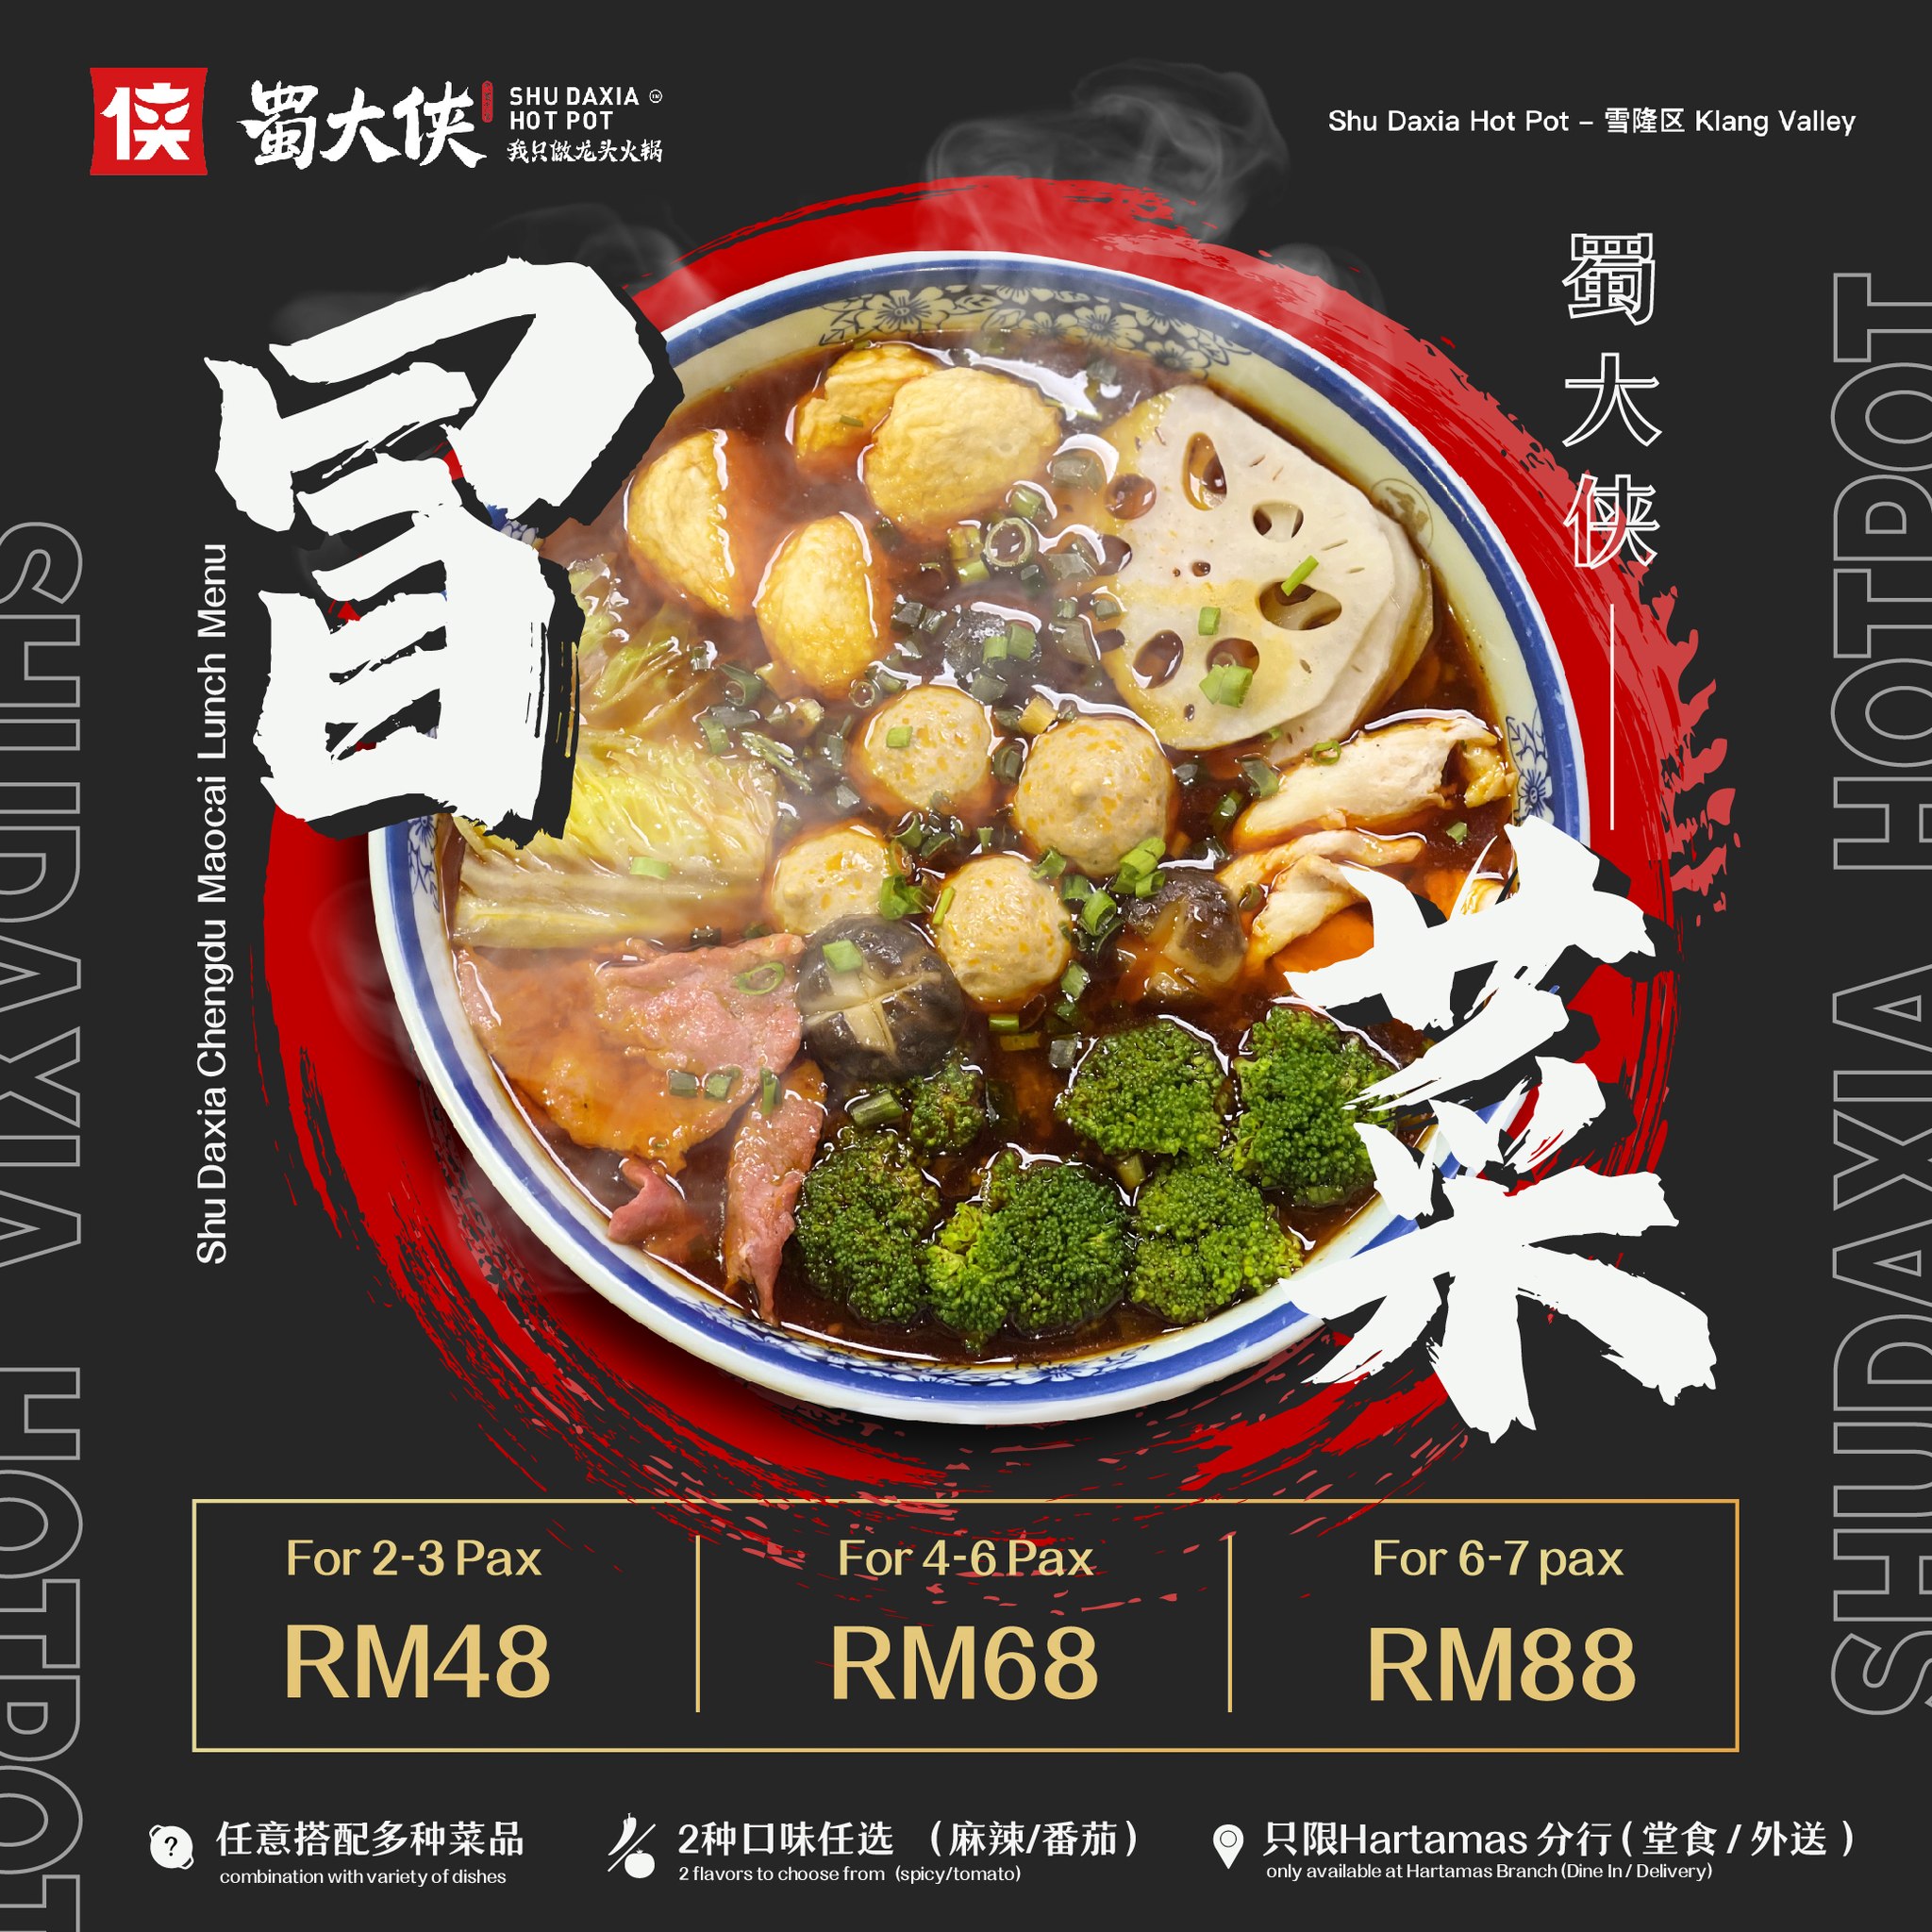 侠
蜀大侠
SHU DAXIA
HOT POT
我只做龙头火锅
Shu Daxia Hot Pot – 雪隆区 Klang Valley
蜀大侠
冒菜
Shu Daxia Chengdu Maocai Lunch Menu
SHUDAXIA HOTPOT
SHUDAXIA HOTPOT
For 2-3 Pax
RM48
For 4-6 Pax
RM68
For 6-7 pax
RM88
任意搭配多种菜品
combination with variety of dishes
2种口味任选 （麻辣/番茄）
2 flavors to choose from (spicy/tomato)
只限Hartamas 分行 ( 堂食 / 外送 )
only available at Hartamas Branch (Dine In / Delivery)